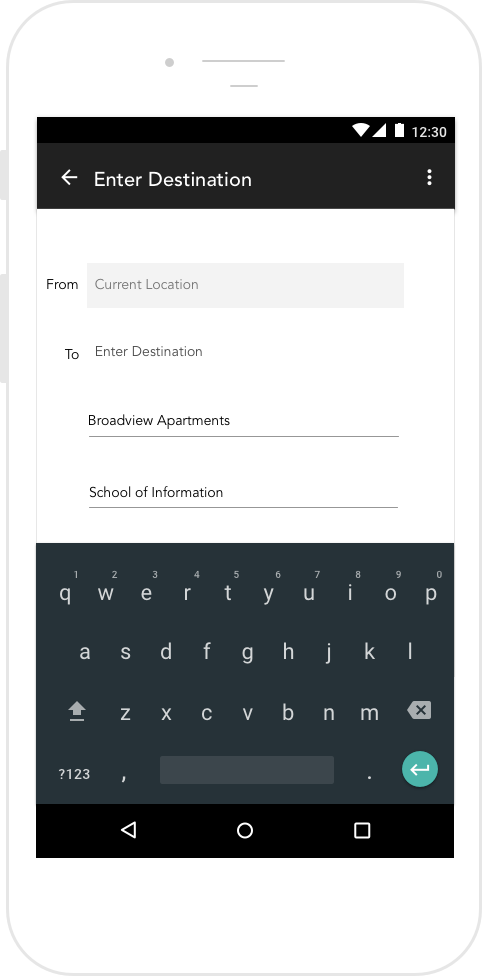 12:30
Enter Destination
From Current Location
To Enter Destination
Broadview Apartments
School of Information
1 2 3 4 5 6 7 8 9 0
q w e r t y u i o p
a s d f g h j k l
z x c v b n m
?123 , .